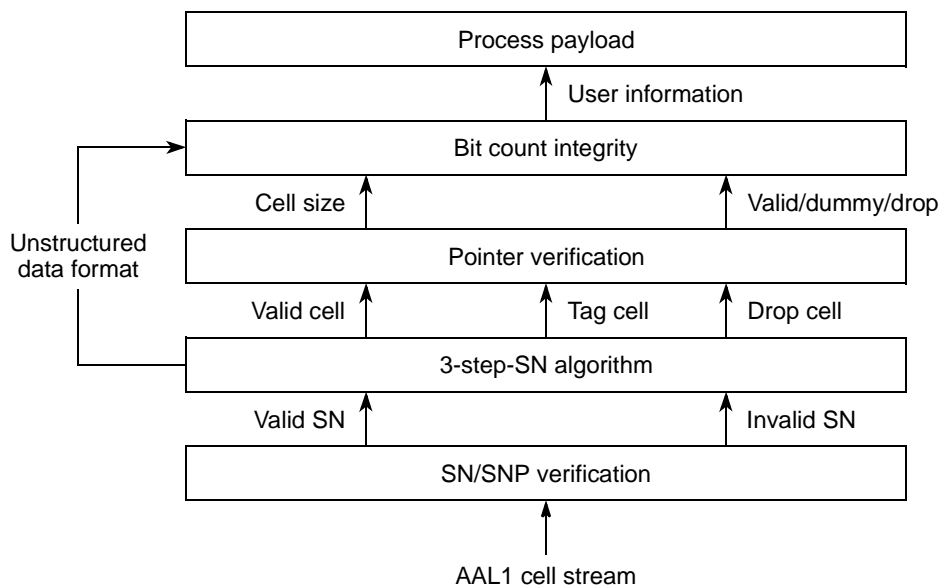 Process payload
User information
Bit count integrity
Cell size
Valid/dummy/drop
Unstructured
data format
Pointer verification
Valid cell
Tag cell
Drop cell
3-step-SN algorithm
Valid SN
Invalid SN
SN/SNP verification
AAL1 cell stream